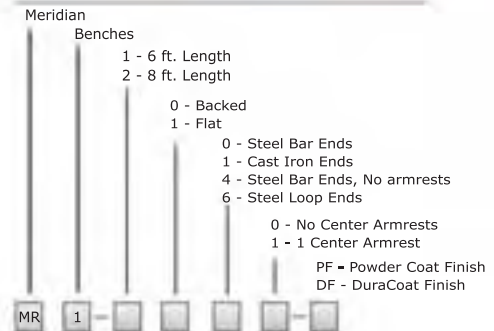 Meridian
Benches
1 - 6 ft. Length
2 - 8 ft. Length
0 - Backed
1 - Flat
0 - Steel Bar Ends
1 - Cast Iron Ends
4 - Steel Bar Ends, No armrests
6 - Steel Loop Ends
0 - No Center Armrests
1 - 1 Center Armrest
PF - Powder Coat Finish
DF - DuraCoat Finish
MR 1 - -